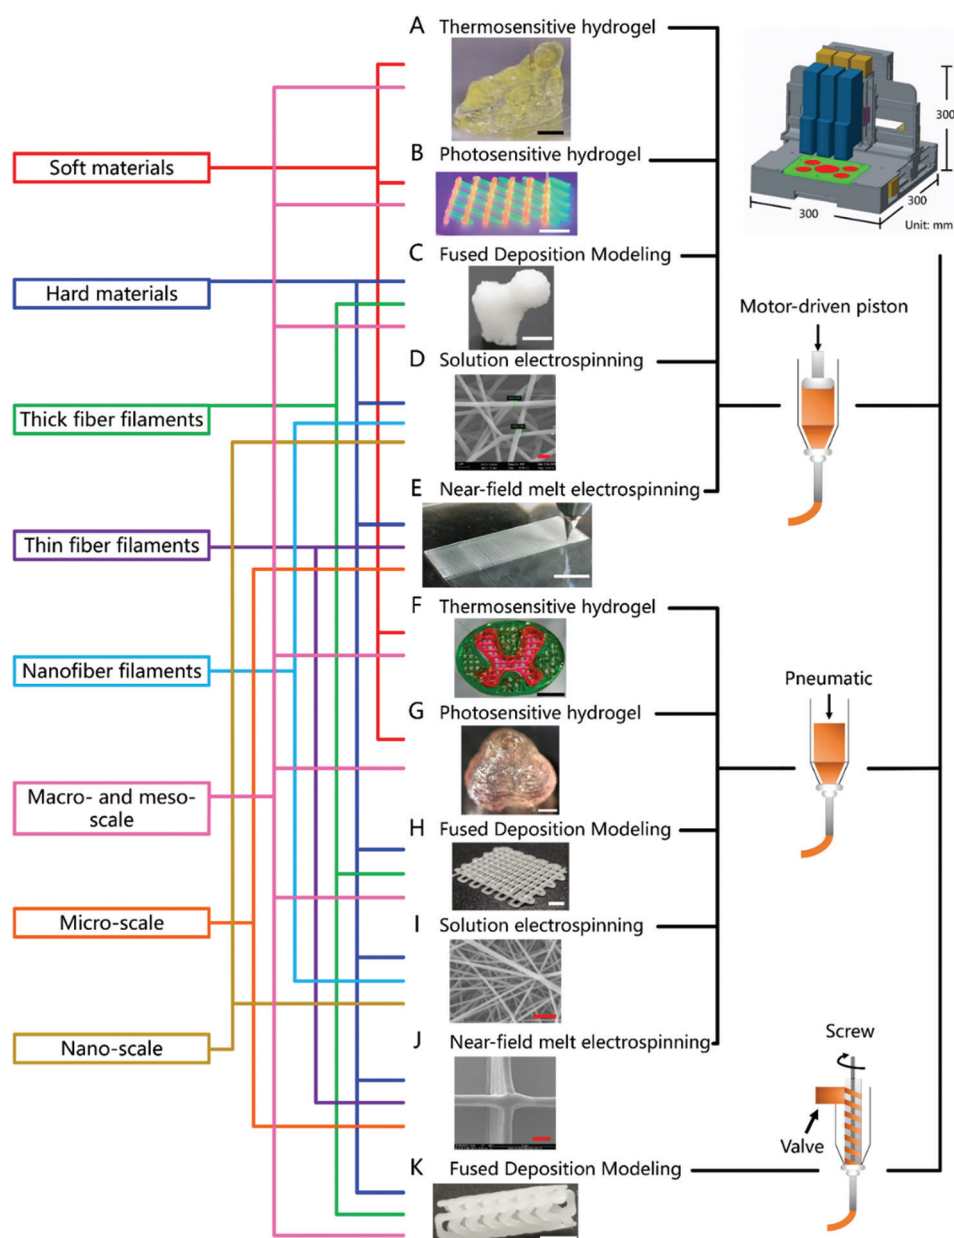 A Thermosensitive hydrogel
B Photosensitive hydrogel
C Fused Deposition Modeling
D Solution electrospinning
E Near-field melt electrospinning
F Thermosensitive hydrogel
G Photosensitive hydrogel
H Fused Deposition Modeling
I Solution electrospinning
J Near-field melt electrospinning
K Fused Deposition Modeling
Soft materials
Hard materials
Thick fiber filaments
Thin fiber filaments
Nanofiber filaments
Macro- and meso-
scale
Micro-scale
Nano-scale
300
300
300
Unit: mm
Motor-driven piston
Pneumatic
Screw
Valve